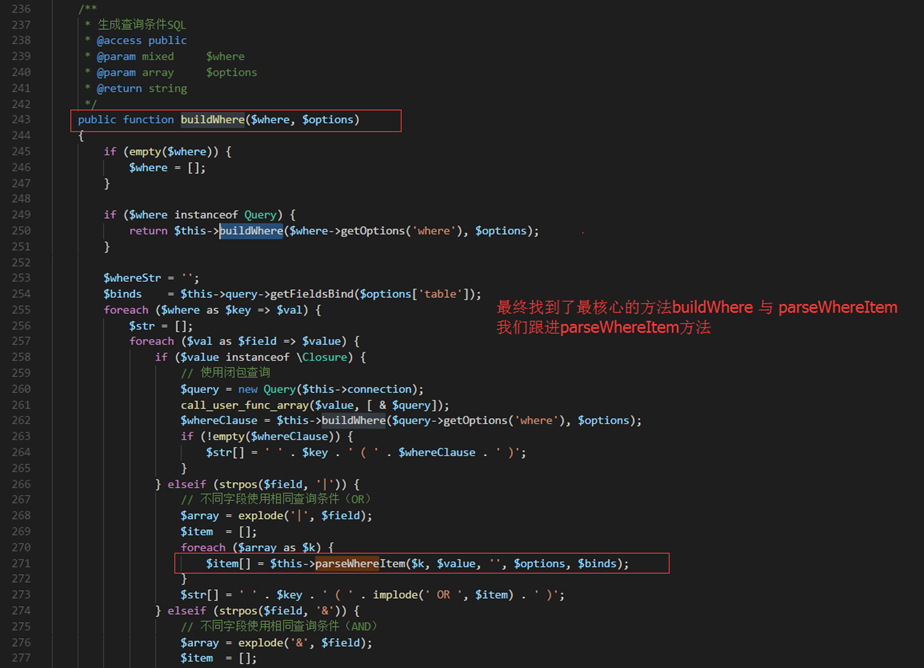 236 /**
237 * 生成查询条件SQL
238 * @access public
239 * @param mixed $where
240 * @param array $options
241 * @return string
242 */
243 public function buildWhere($where, $options)
244 {
245 if (empty($where)) {
246 $where = [];
247 }
248
249 if ($where instanceof Query) {
250 return $this->buildWhere($where->getOptions('where'), $options);
251 }
252
253 $whereStr = '';
254 $binds = $this->query->getFieldsBind($options['table']);
255 foreach ($where as $key => $val) {
256 $str = [];
257 foreach ($val as $field => $value) {
258 if ($value instanceof \Closure) {
259 // 使用闭包查询
260 $query = new Query($this->connection);
261 call_user_func_array($value, [ & $query]);
262 $whereClause = $this->buildWhere($query->getOptions('where'), $options);
263 if (!empty($whereClause)) {
264 $str[] = ' ' . $key . ' ( ' . $whereClause . ' )';
265 }
266 } elseif (strpos($field, '|')) {
267 // 不同字段使用相同查询条件（OR）
268 $array = explode('|', $field);
269 $item = [];
270 foreach ($array as $k) {
271 $item[] = $this->parseWhereItem($k, $value, '', $options, $binds);
272 }
273 $str[] = ' ' . $key . ' ( ' . implode(' OR ', $item) . ' )';
274 } elseif (strpos($field, '&')) {
275 // 不同字段使用相同查询条件（AND）
276 $array = explode('&', $field);
277 $item = [];
最终找到了最核心的方法buildWhere 与 parseWhereItem
我们跟进parseWhereItem方法